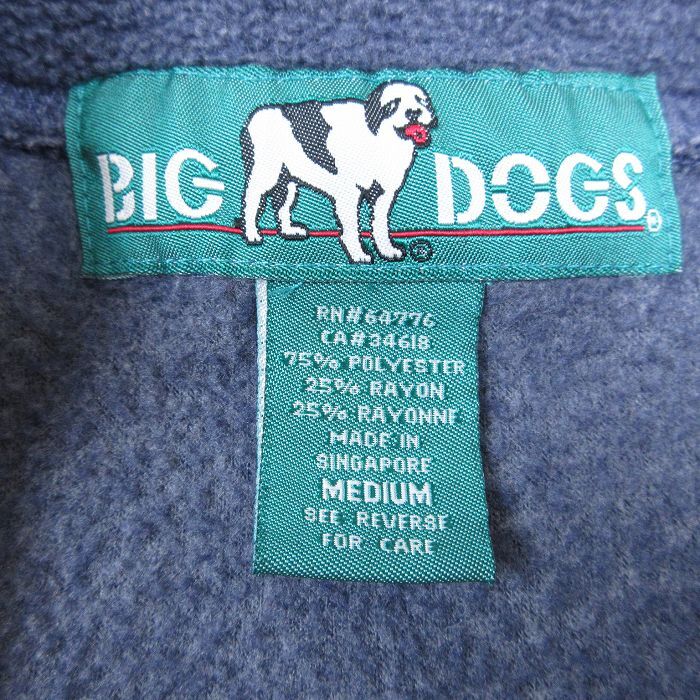 BIG DOGS®
©
RN#64776
CA#34618
75% POLYESTER
25% RAYON
25% RAYONNE
MADE IN
SINGAPORE
MEDIUM
SEE REVERSE
FOR CARE